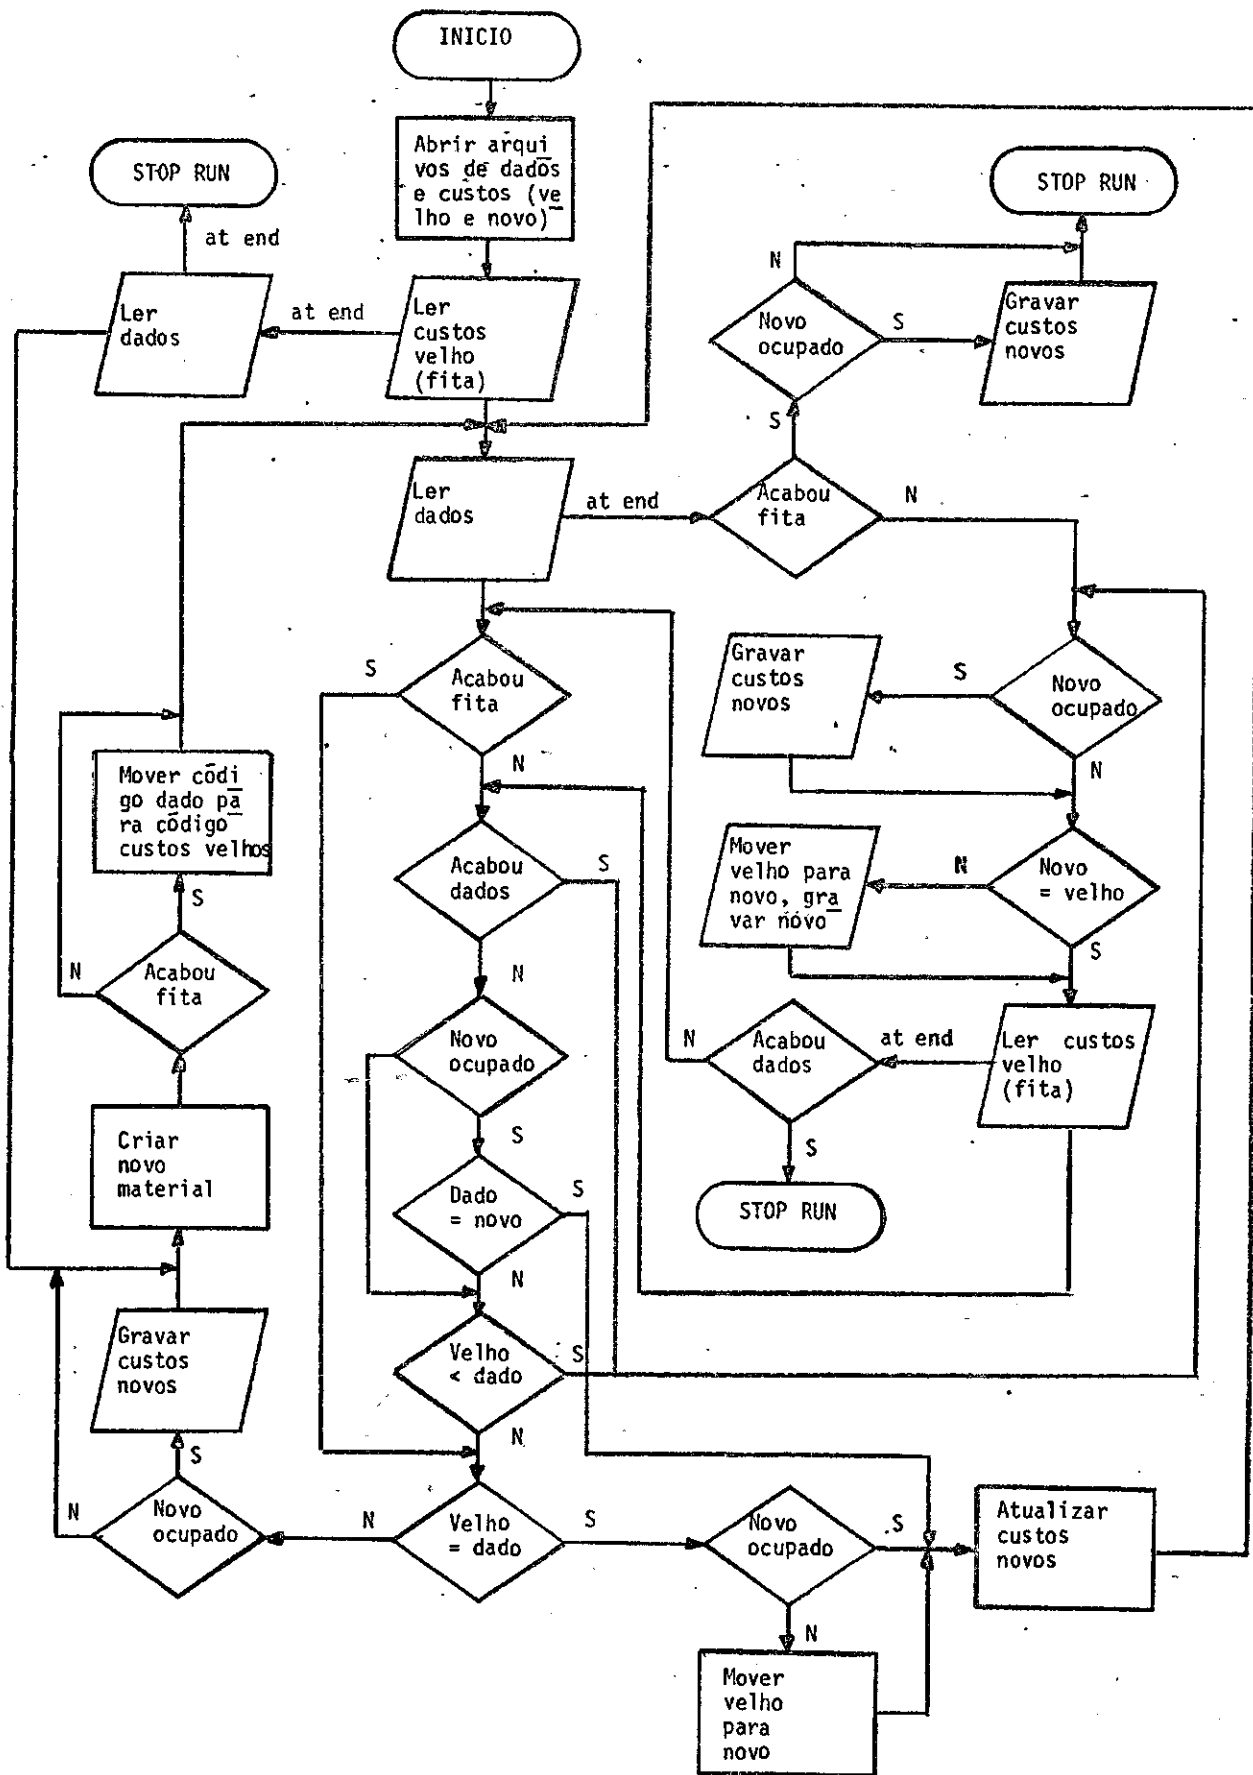 INICIO
Abrir arqui
vos de dados
e custos (ve
lho e novo)
STOP RUN
at end
Ler
dados
at end
Ler
custos
velho
(fita)
STOP RUN
N
Novo
ocupado
S
Gravar
custos
novos
S
Ler
dados
at end
Acabou
fita
N
S
Acabou
fita
N
Gravar
custos
novos
S
Novo
ocupado
N
Mover códi
go dado pa
ra código
custos velhos
S
N
Acabou
fita
Acabou
dados
S
N
Mover
velho para
novo, gra
var novo
N
Novo
= velho
S
Novo
ocupado
S
N
Acabou
dados
S
at end
Ler custos
velho
(fita)
STOP RUN
Criar
novo
material
Dado
= novo
S
N
Gravar
custos
novos
S
Velho
< dado
S
N
N
Novo
ocupado
N
Velho
= dado
S
Novo
ocupado
S
N
Atualizar
custos
novos
Mover
velho
para
novo